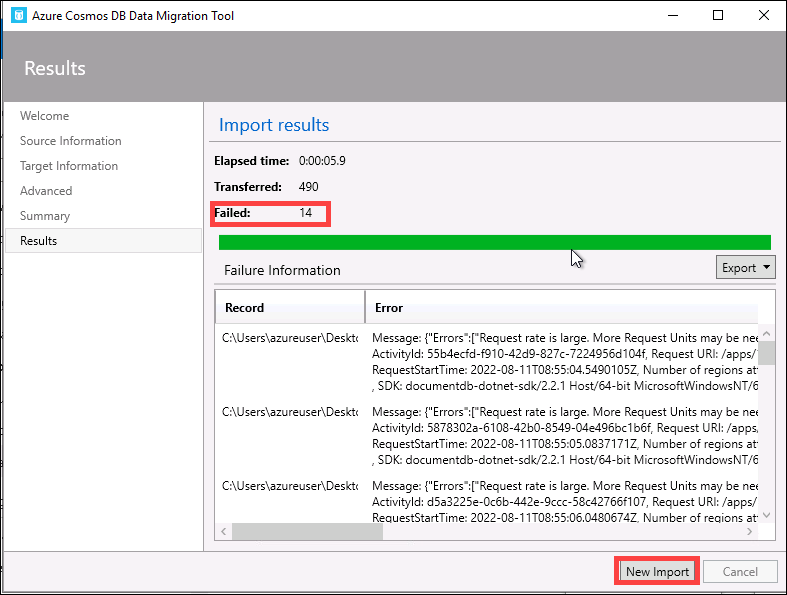 Azure Cosmos DB Data Migration Tool
Results
Welcome
Source Information
Target Information
Advanced
Summary
Results
Import results
Elapsed time: 0:00:05.9
Transferred: 490
Failed: 14
Failure Information
Export
Record Error
C:\Users\azureuser\Deskto Message: {"Errors":["Request rate is large. More Request Units may be nee
ActivityId: 55b4ecfd-f910-42d9-827c-7224956d104f, Request URI: /apps/
RequestStartTime: 2022-08-11T08:55:04.5490105Z, Number of regions at
, SDK: documentdb-dotnet-sdk/2.2.1 Host/64-bit MicrosoftWindowsNT/6
C:\Users\azureuser\Deskto Message: {"Errors":["Request rate is large. More Request Units may be nee
ActivityId: 5878302a-6108-42b0-8549-04e496bc1b6f, Request URI: /apps/
RequestStartTime: 2022-08-11T08:55:05.0837171Z, Number of regions at
, SDK: documentdb-dotnet-sdk/2.2.1 Host/64-bit MicrosoftWindowsNT/6
C:\Users\azureuser\Deskto Message: {"Errors":["Request rate is large. More Request Units may be nee
ActivityId: d5a3225e-0c6b-442e-9ccc-58c42766f107, Request URI: /apps/
RequestStartTime: 2022-08-11T08:55:06.0480674Z, Number of regions at
New Import
Cancel